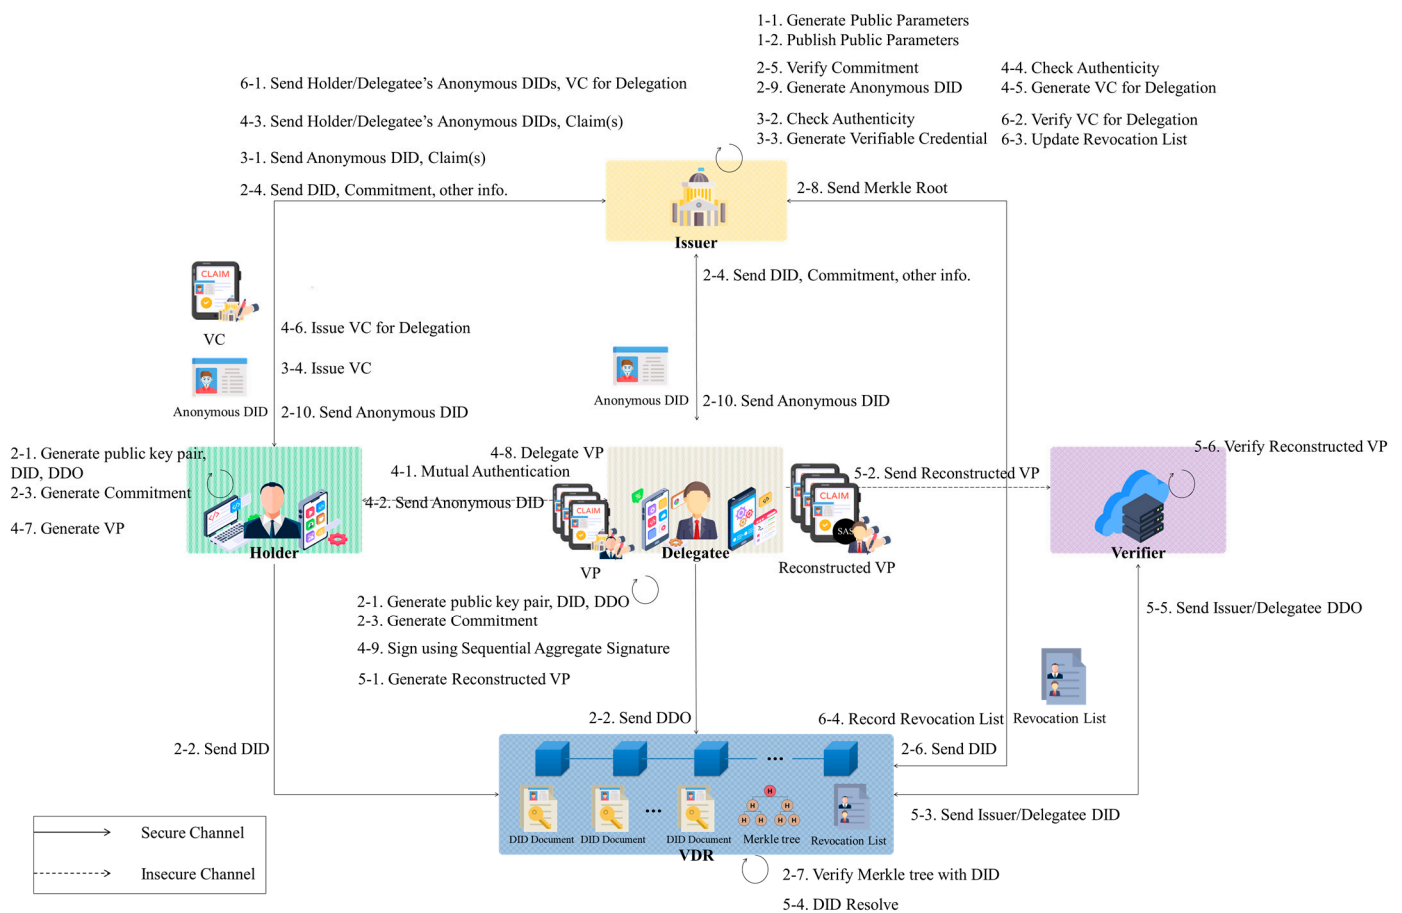 1-1. Generate Public Parameters
1-2. Publish Public Parameters
2-5. Verify Commitment
2-9. Generate Anonymous DID
3-2. Check Authenticity
3-3. Generate Verifiable Credential
4-4. Check Authenticity
4-5. Generate VC for Delegation
6-2. Verify VC for Delegation
6-3. Update Revocation List
6-1. Send Holder/Delegatee's Anonymous DIDs, VC for Delegation
4-3. Send Holder/Delegatee's Anonymous DIDs, Claim(s)
3-1. Send Anonymous DID, Claim(s)
2-4. Send DID, Commitment, other info.
2-8. Send Merkle Root
Issuer
2-4. Send DID, Commitment, other info.
CLAIM
VC
4-6. Issue VC for Delegation
3-4. Issue VC
Anonymous DID
2-10. Send Anonymous DID
Anonymous DID
2-10. Send Anonymous DID
2-1. Generate public key pair,
DID, DDO
2-3. Generate Commitment
4-7. Generate VP
Holder
4-8. Delegate VP
4-1. Mutual Authentication
4-2. Send Anonymous DID
CLAIM
VP
Delegatee
5-2. Send Reconstructed VP
CLAIM
SAS
Reconstructed VP
5-6. Verify Reconstructed VP
Verifier
2-1. Generate public key pair, DID, DDO
2-3. Generate Commitment
4-9. Sign using Sequential Aggregate Signature
5-1. Generate Reconstructed VP
5-5. Send Issuer/Delegatee DDO
Revocation List
2-2. Send DDO
6-4. Record Revocation List
2-2. Send DID
2-6. Send DID
...
...
H
H H
H H H H
DID Document DID Document DID Document Merkle tree Revocation List
VDR
5-3. Send Issuer/Delegatee DID
2-7. Verify Merkle tree with DID
5-4. DID Resolve
Secure Channel
Insecure Channel